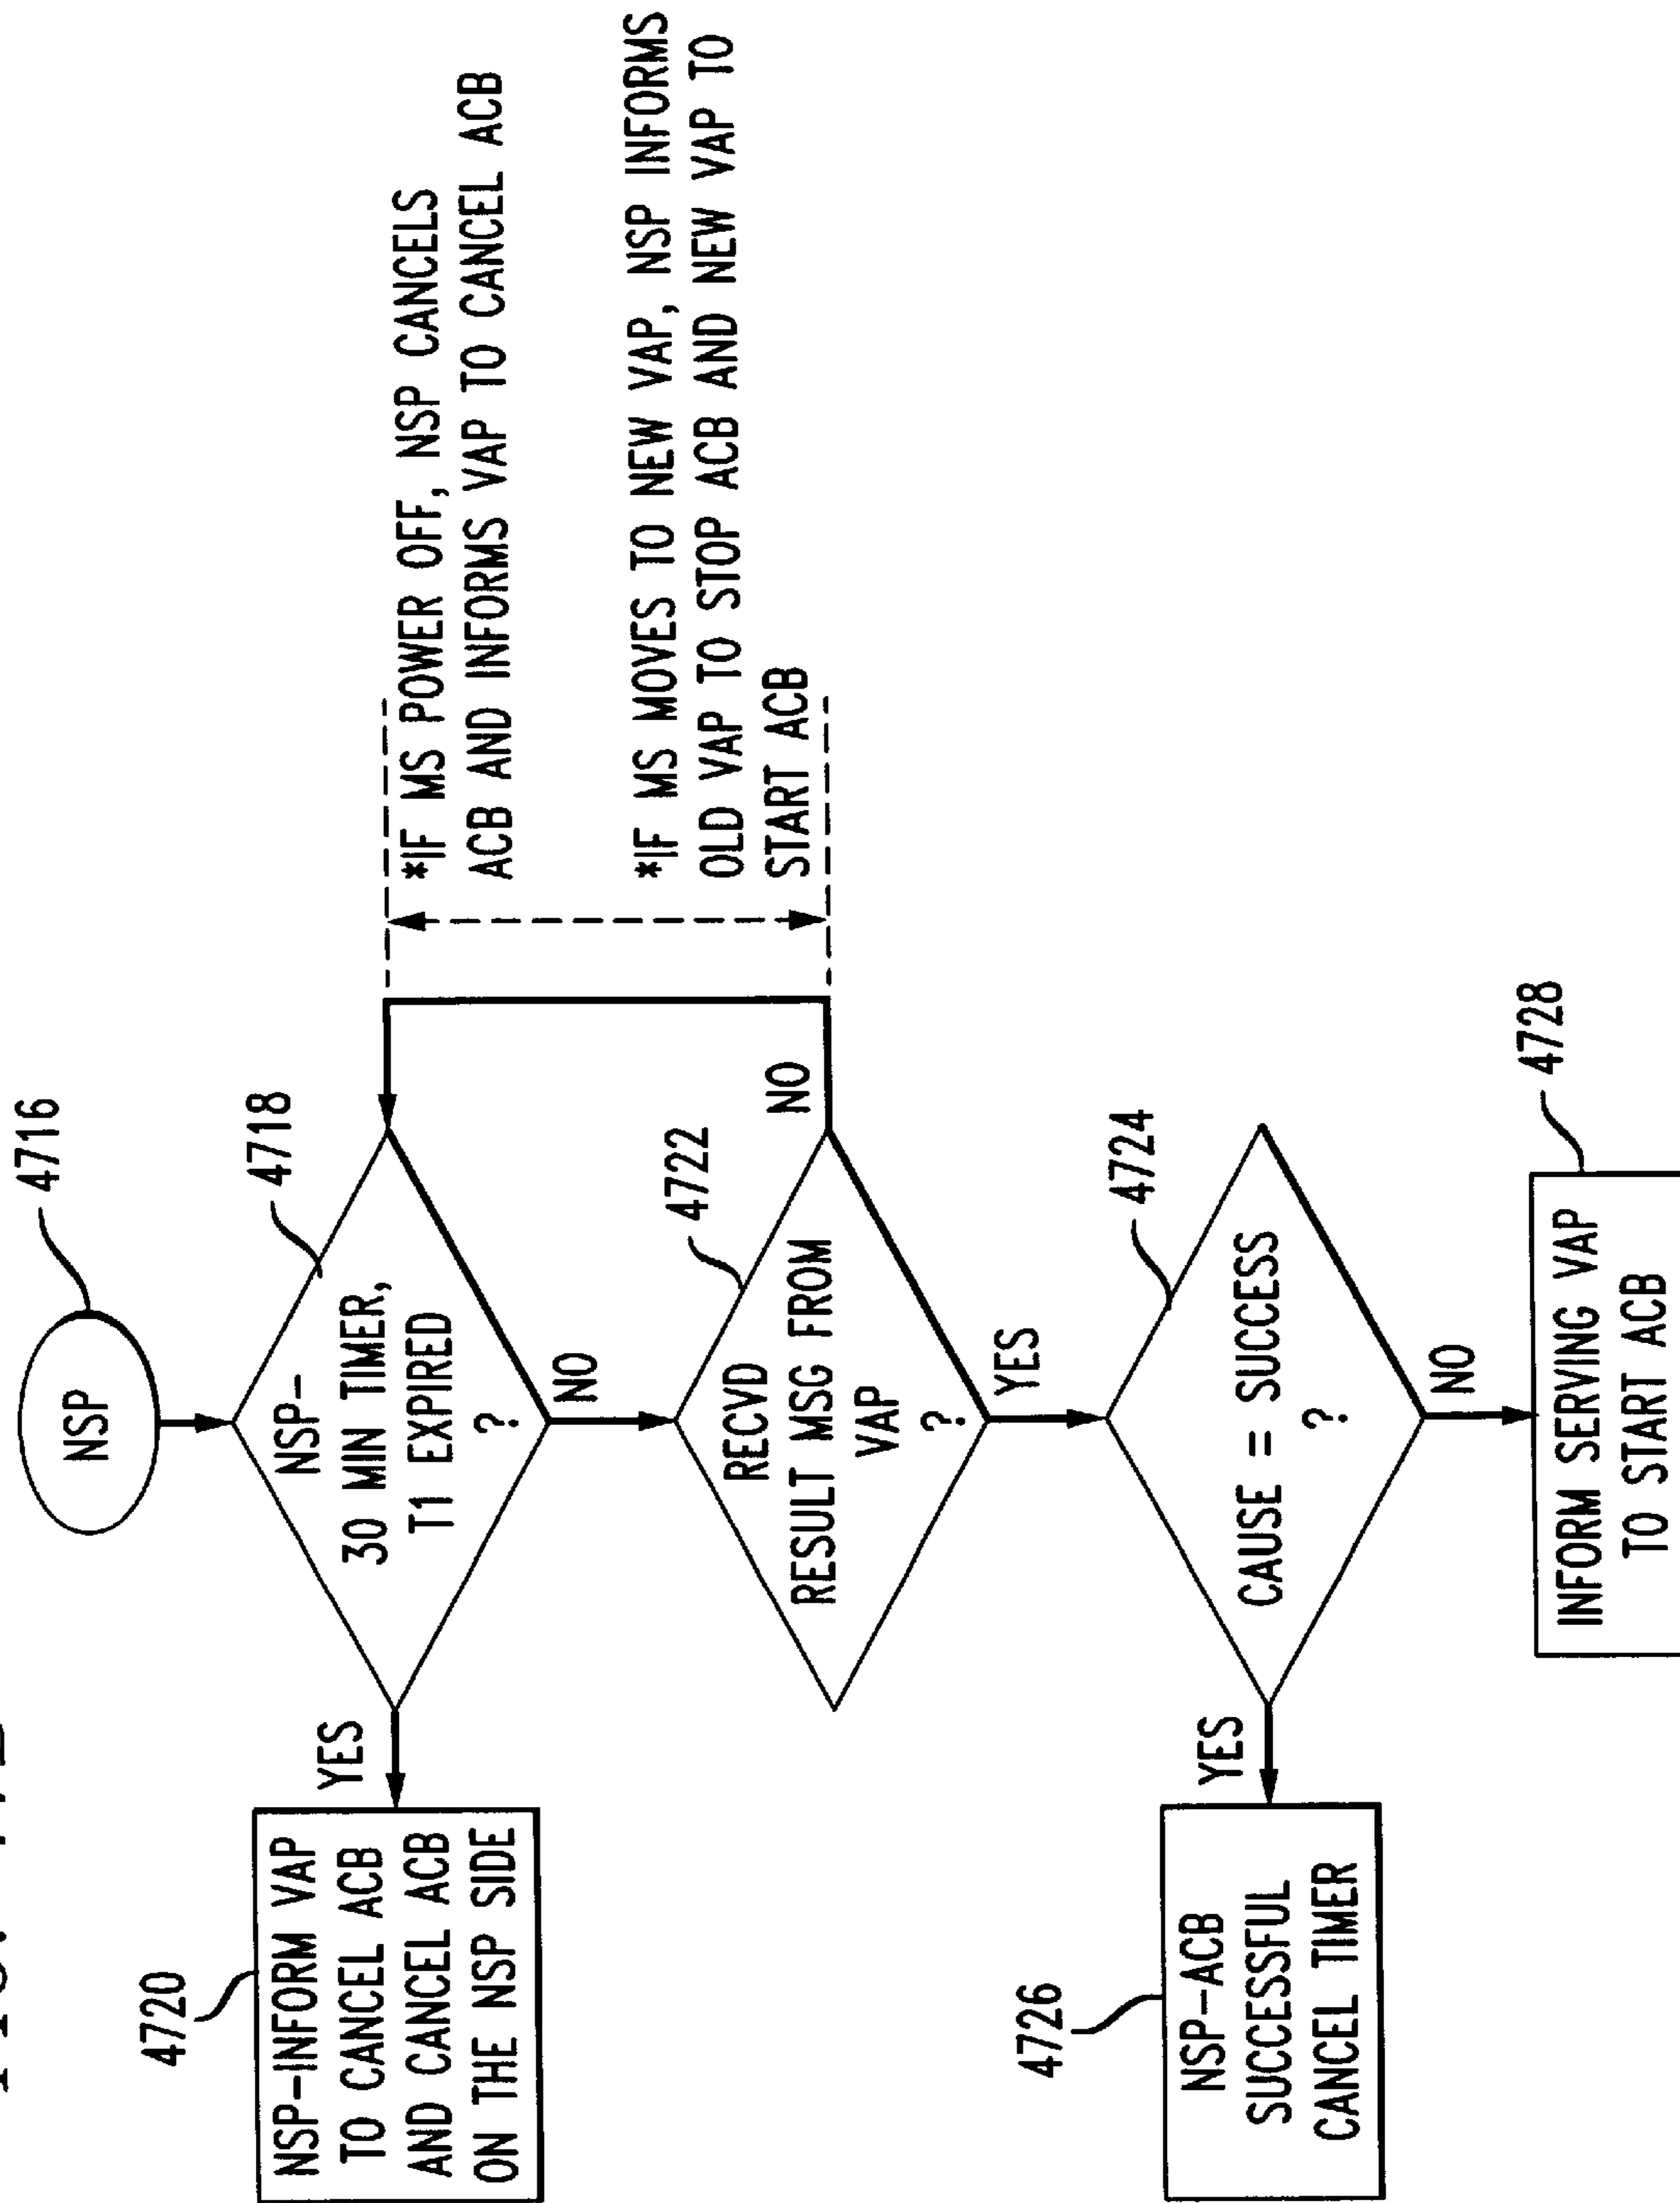 NSP
4716
NSP-
30 MIN TIMER,
T1 EXPIRED
?
4718
YES
NO
NSP-INFORM VAP
TO CANCEL ACB
AND CANCEL ACB
ON THE NSP SIDE
4720
*IF MS POWER OFF, NSP CANCELS
ACB AND INFORMS VAP TO CANCEL ACB
*IF MS MOVES TO NEW VAP, NSP INFORMS
OLD VAP TO STOP ACB AND NEW VAP TO
START ACB
RECVD
RESULT MSG FROM
VAP
?
4722
NO
YES
CAUSE = SUCCESS
?
4724
YES
NO
NSP-ACB
SUCCESSFUL
CANCEL TIMER
4726
INFORM SERVING VAP
TO START ACB
4728